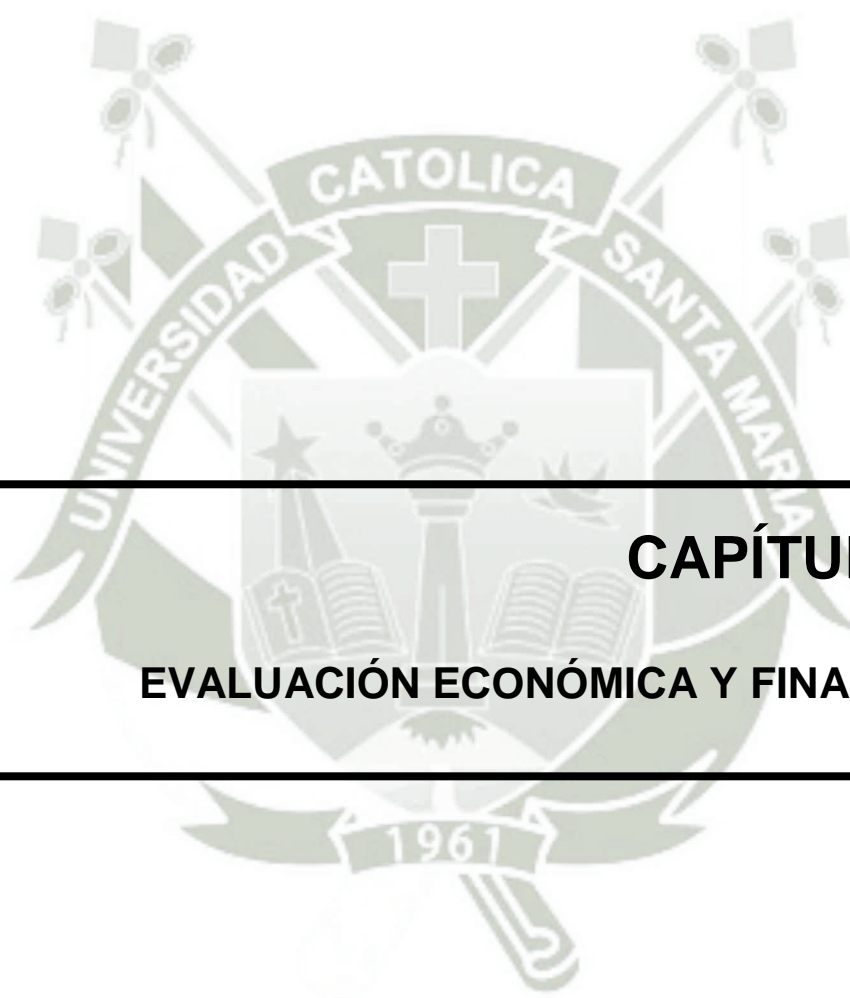 CATOLICA
UNIVERSIDAD
SANTA MARIA
CAPÍTU
EVALUACIÓN ECONÓMICA Y FINA
1961